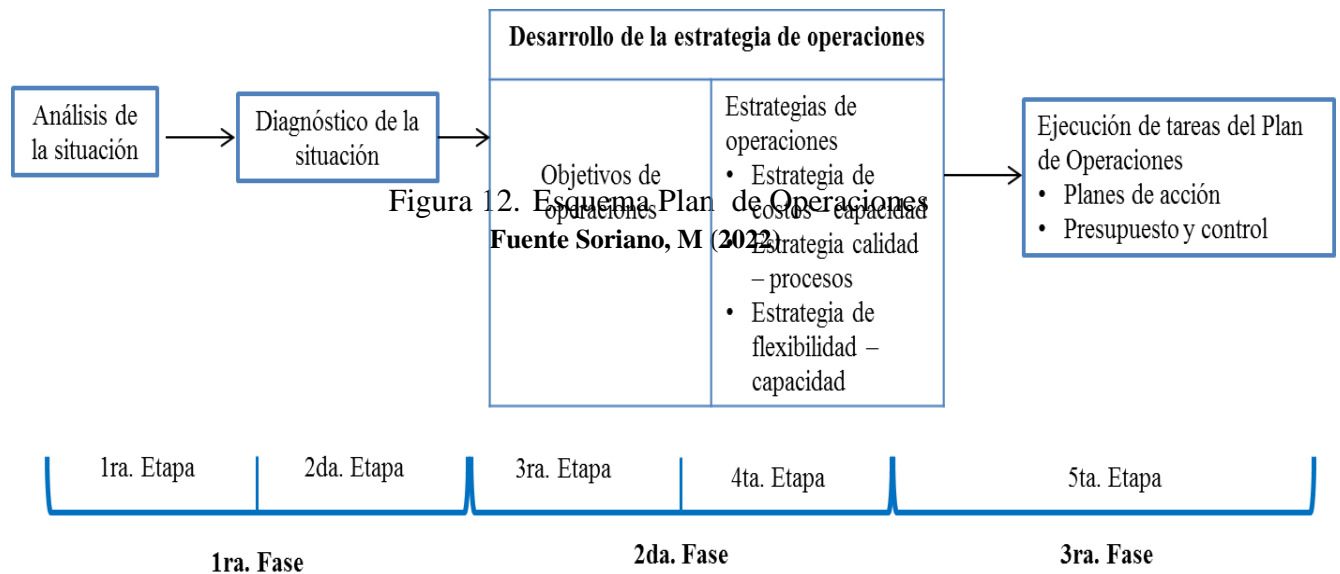 Desarrollo de la estrategia de operaciones
Análisis de
la situación
Diagnóstico de la
situación
Objetivos de
operaciones
Estrategias de
operaciones
• Estrategia de
costos – capacidad
• Estrategia calidad
– procesos
• Estrategia de
flexibilidad –
capacidad
Ejecución de tareas del Plan
de Operaciones
• Planes de acción
• Presupuesto y control
Figura 12. Esquema Plan de Operaciones
Fuente Soriano, M (2022)
1ra. Etapa
2da. Etapa
3ra. Etapa
4ta. Etapa
5ta. Etapa
1ra. Fase
2da. Fase
3ra. Fase